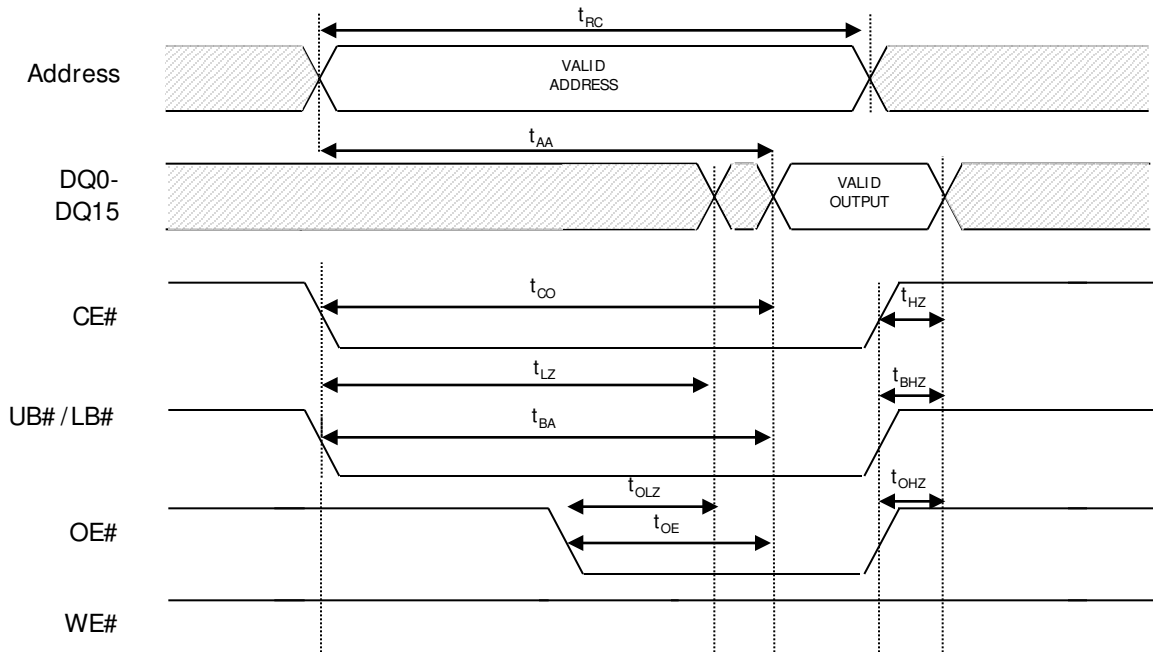 tRC
Address
VALID
ADDRESS
tAA
DQ0-
DQ15
VALID
OUTPUT
CE#
tCO
tHZ
tLZ
UB# / LB#
tBHZ
tBA
tOLZ
tOHZ
OE#
tOE
WE#